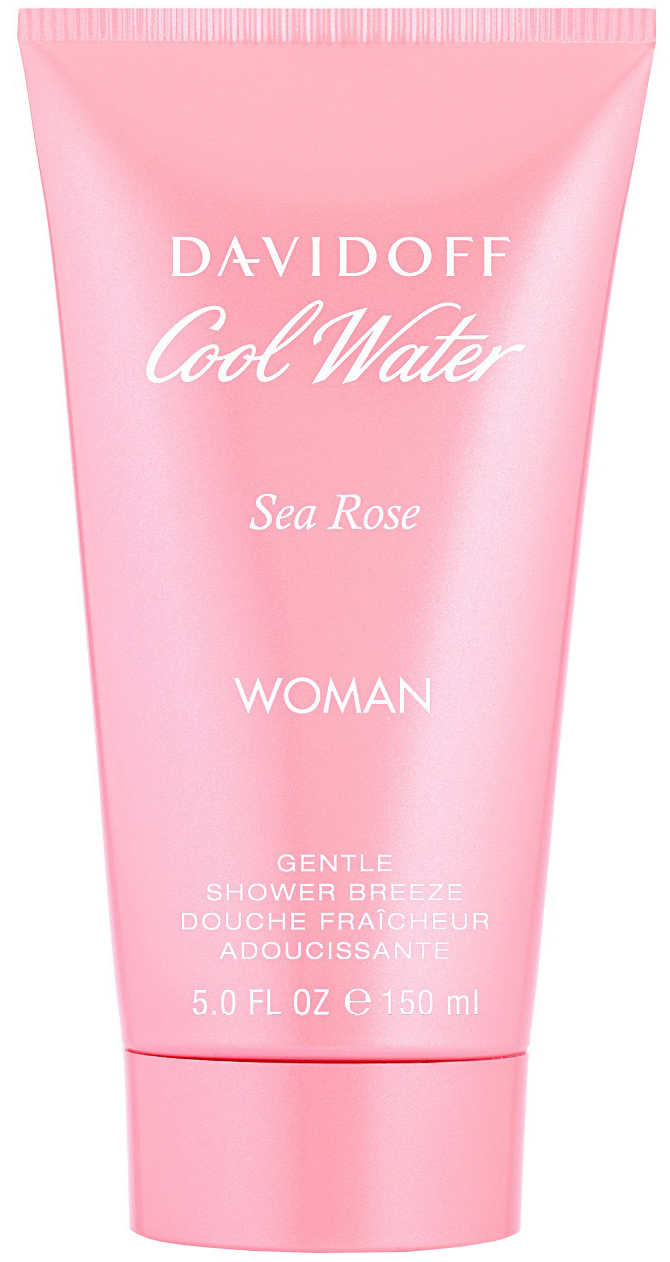 DAVIDOFF
Cool Water
Sea Rose
WOMAN
GENTLE
SHOWER BREEZE
DOUCHE FRAÎCHEUR
ADOUCISSANTE
5.0 FL OZ ℮ 150 ml